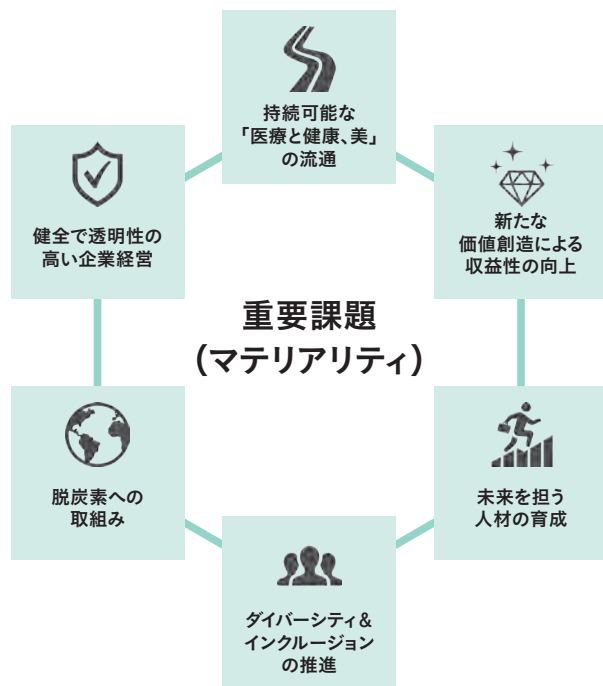 持続可能な
「医療と健康、美」
の流通
健全で透明性の
高い企業経営
新たな
価値創造による
収益性の向上
重要課題
(マテリアリティ)
脱炭素への
取組み
未来を担う
人材の育成
ダイバーシティ&
インクルージョン
の推進